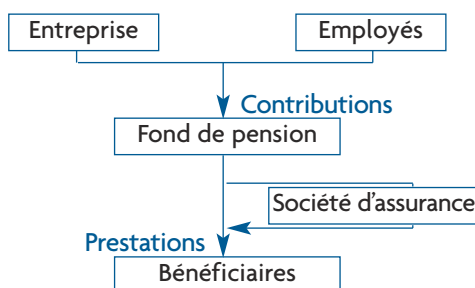 Entreprise
Employés
Contributions
Fond de pension
Société d'assurance
Prestations
Bénéficiaires